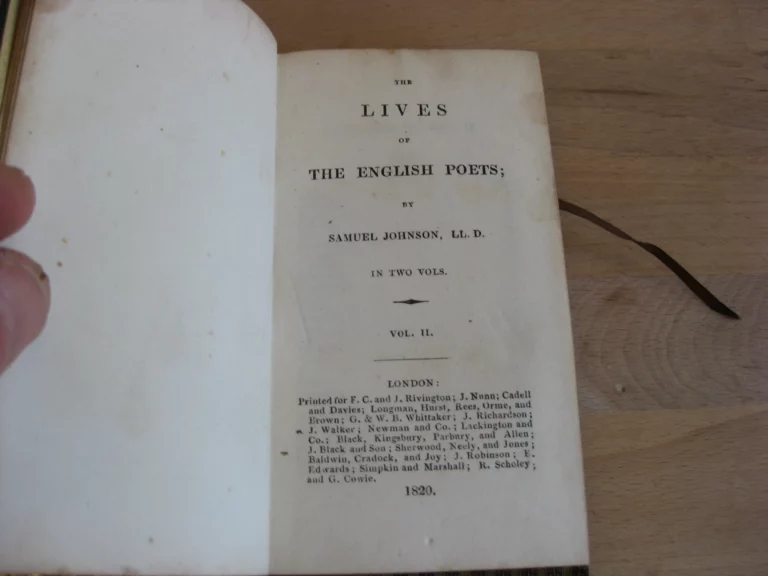 THE
LIVES
OF
THE ENGLISH POETS;
BY
SAMUEL JOHNSON, LL. D.
IN TWO VOLS.
VOL. II.
LONDON:
Printed for F. C. and J. Rivington; J. Nunn; Cadell
and Davies; Longman, Hurst, Rees, Orme, and
Brown; G. & W. B. Whittaker; J. Richardson;
J. Walker; Newman and Co.; Lackington and
Co.; Black, Kingsbury, Parbury, and Allen;
J. Black and Son; Sherwood, Neely, and Jones;
Baldwin, Cradock, and Joy; J. Robinson; E.
Edwards; Simpkin and Marshall; R. Scholey;
and G. Cowie.
1820.